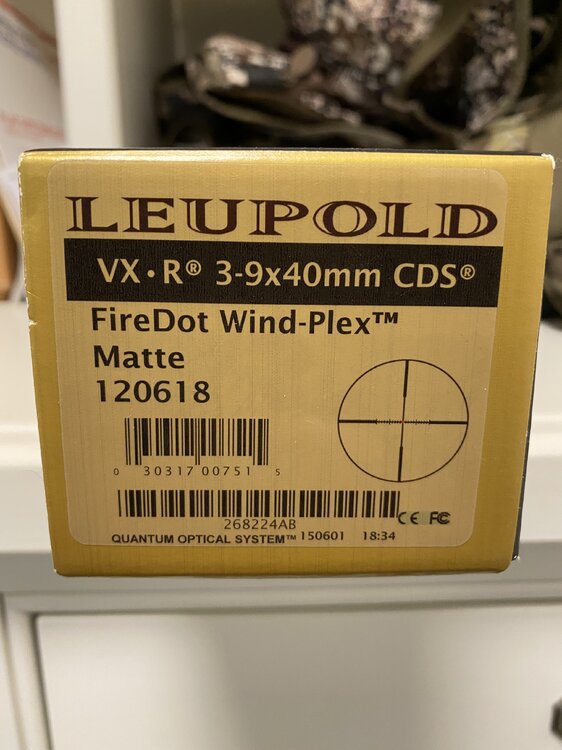 LEUPOLD
VX•R® 3-9x40mm CDS®
FireDot Wind-Plex™
Matte
120618
0 30317 00751 5
268224AB
CE FC
QUANTUM OPTICAL SYSTEM™ 150601 18:34